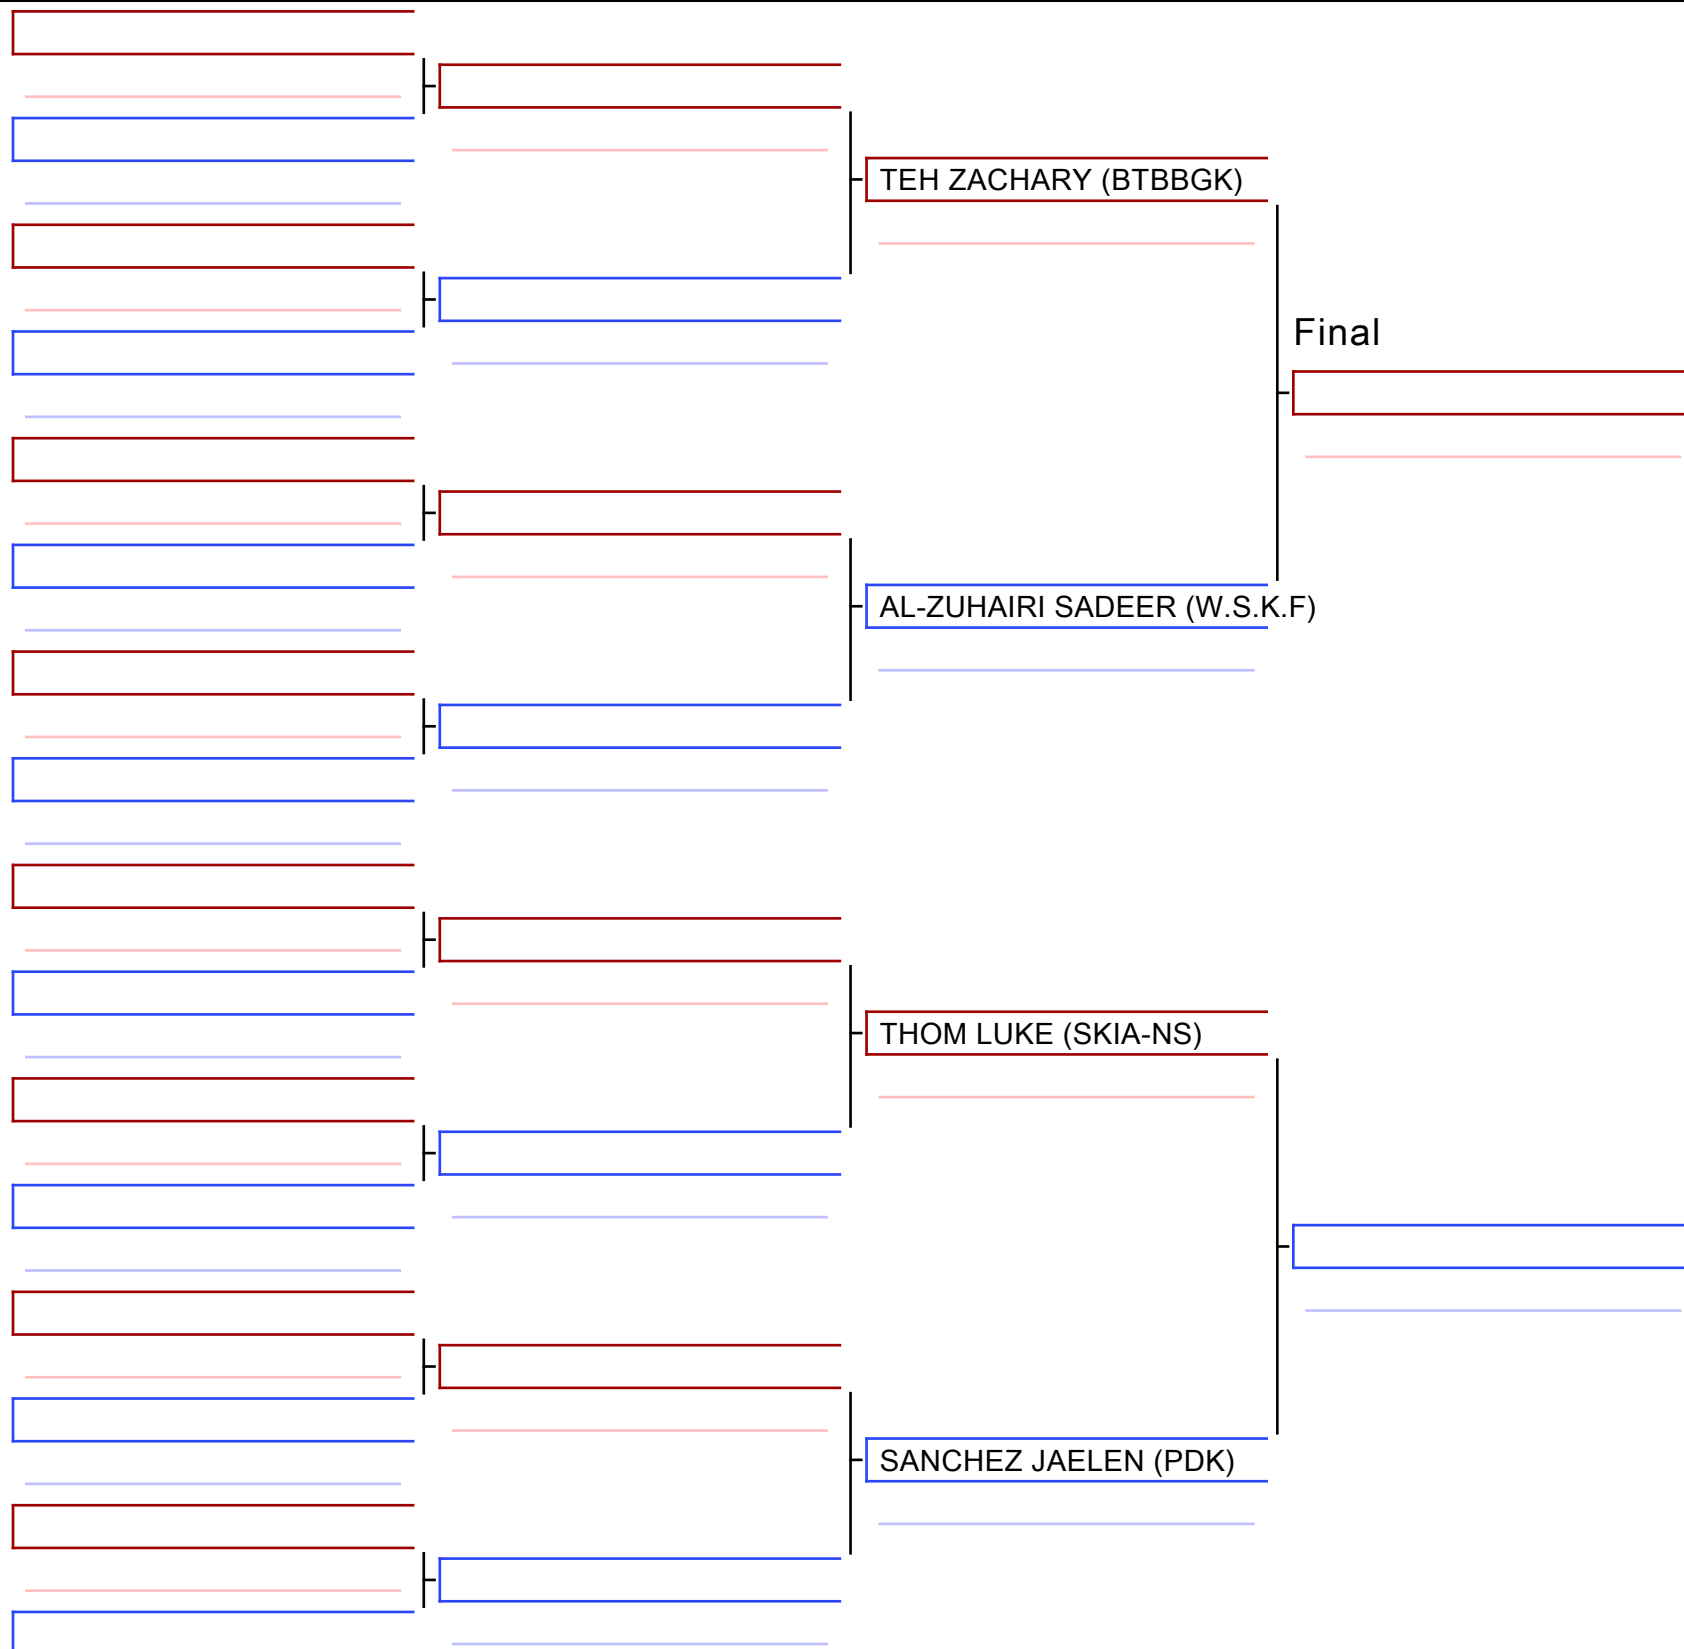 TEH ZACHARY (BTBBGK)
Final
AL-ZUHAIRI SADEER (W.S.K.F)
THOM LUKE (SKIA-NS)
SANCHEZ JAELEN (PDK)